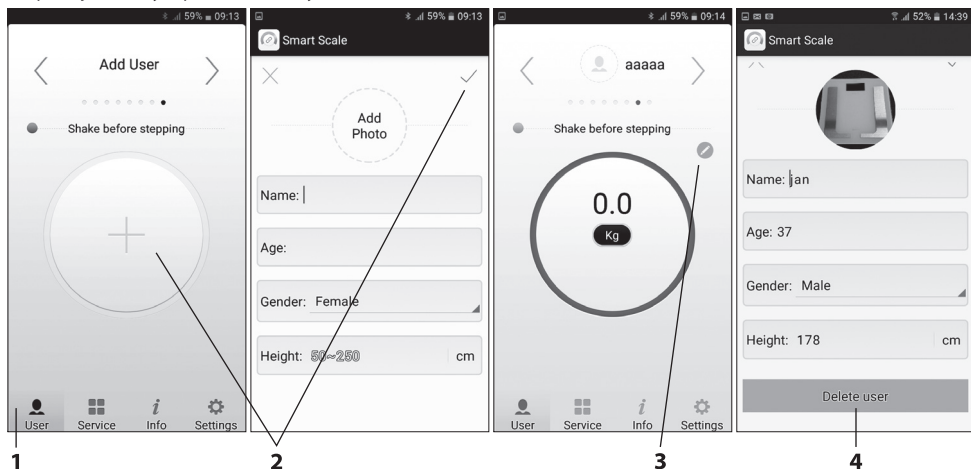 59% 09:13
Add User
Shake before stepping
User Service Info Settings
59% 09:13
Smart Scale
Add
Photo
Name:
Age:
Gender: Female
Height: 50~250 cm
59% 09:14
aaaaa
Shake before stepping
0.0
Kg
User Service Info Settings
52% 14:39
Smart Scale
Name: jan
Age: 37
Gender: Male
Height: 178 cm
Delete user
1 2 3 4